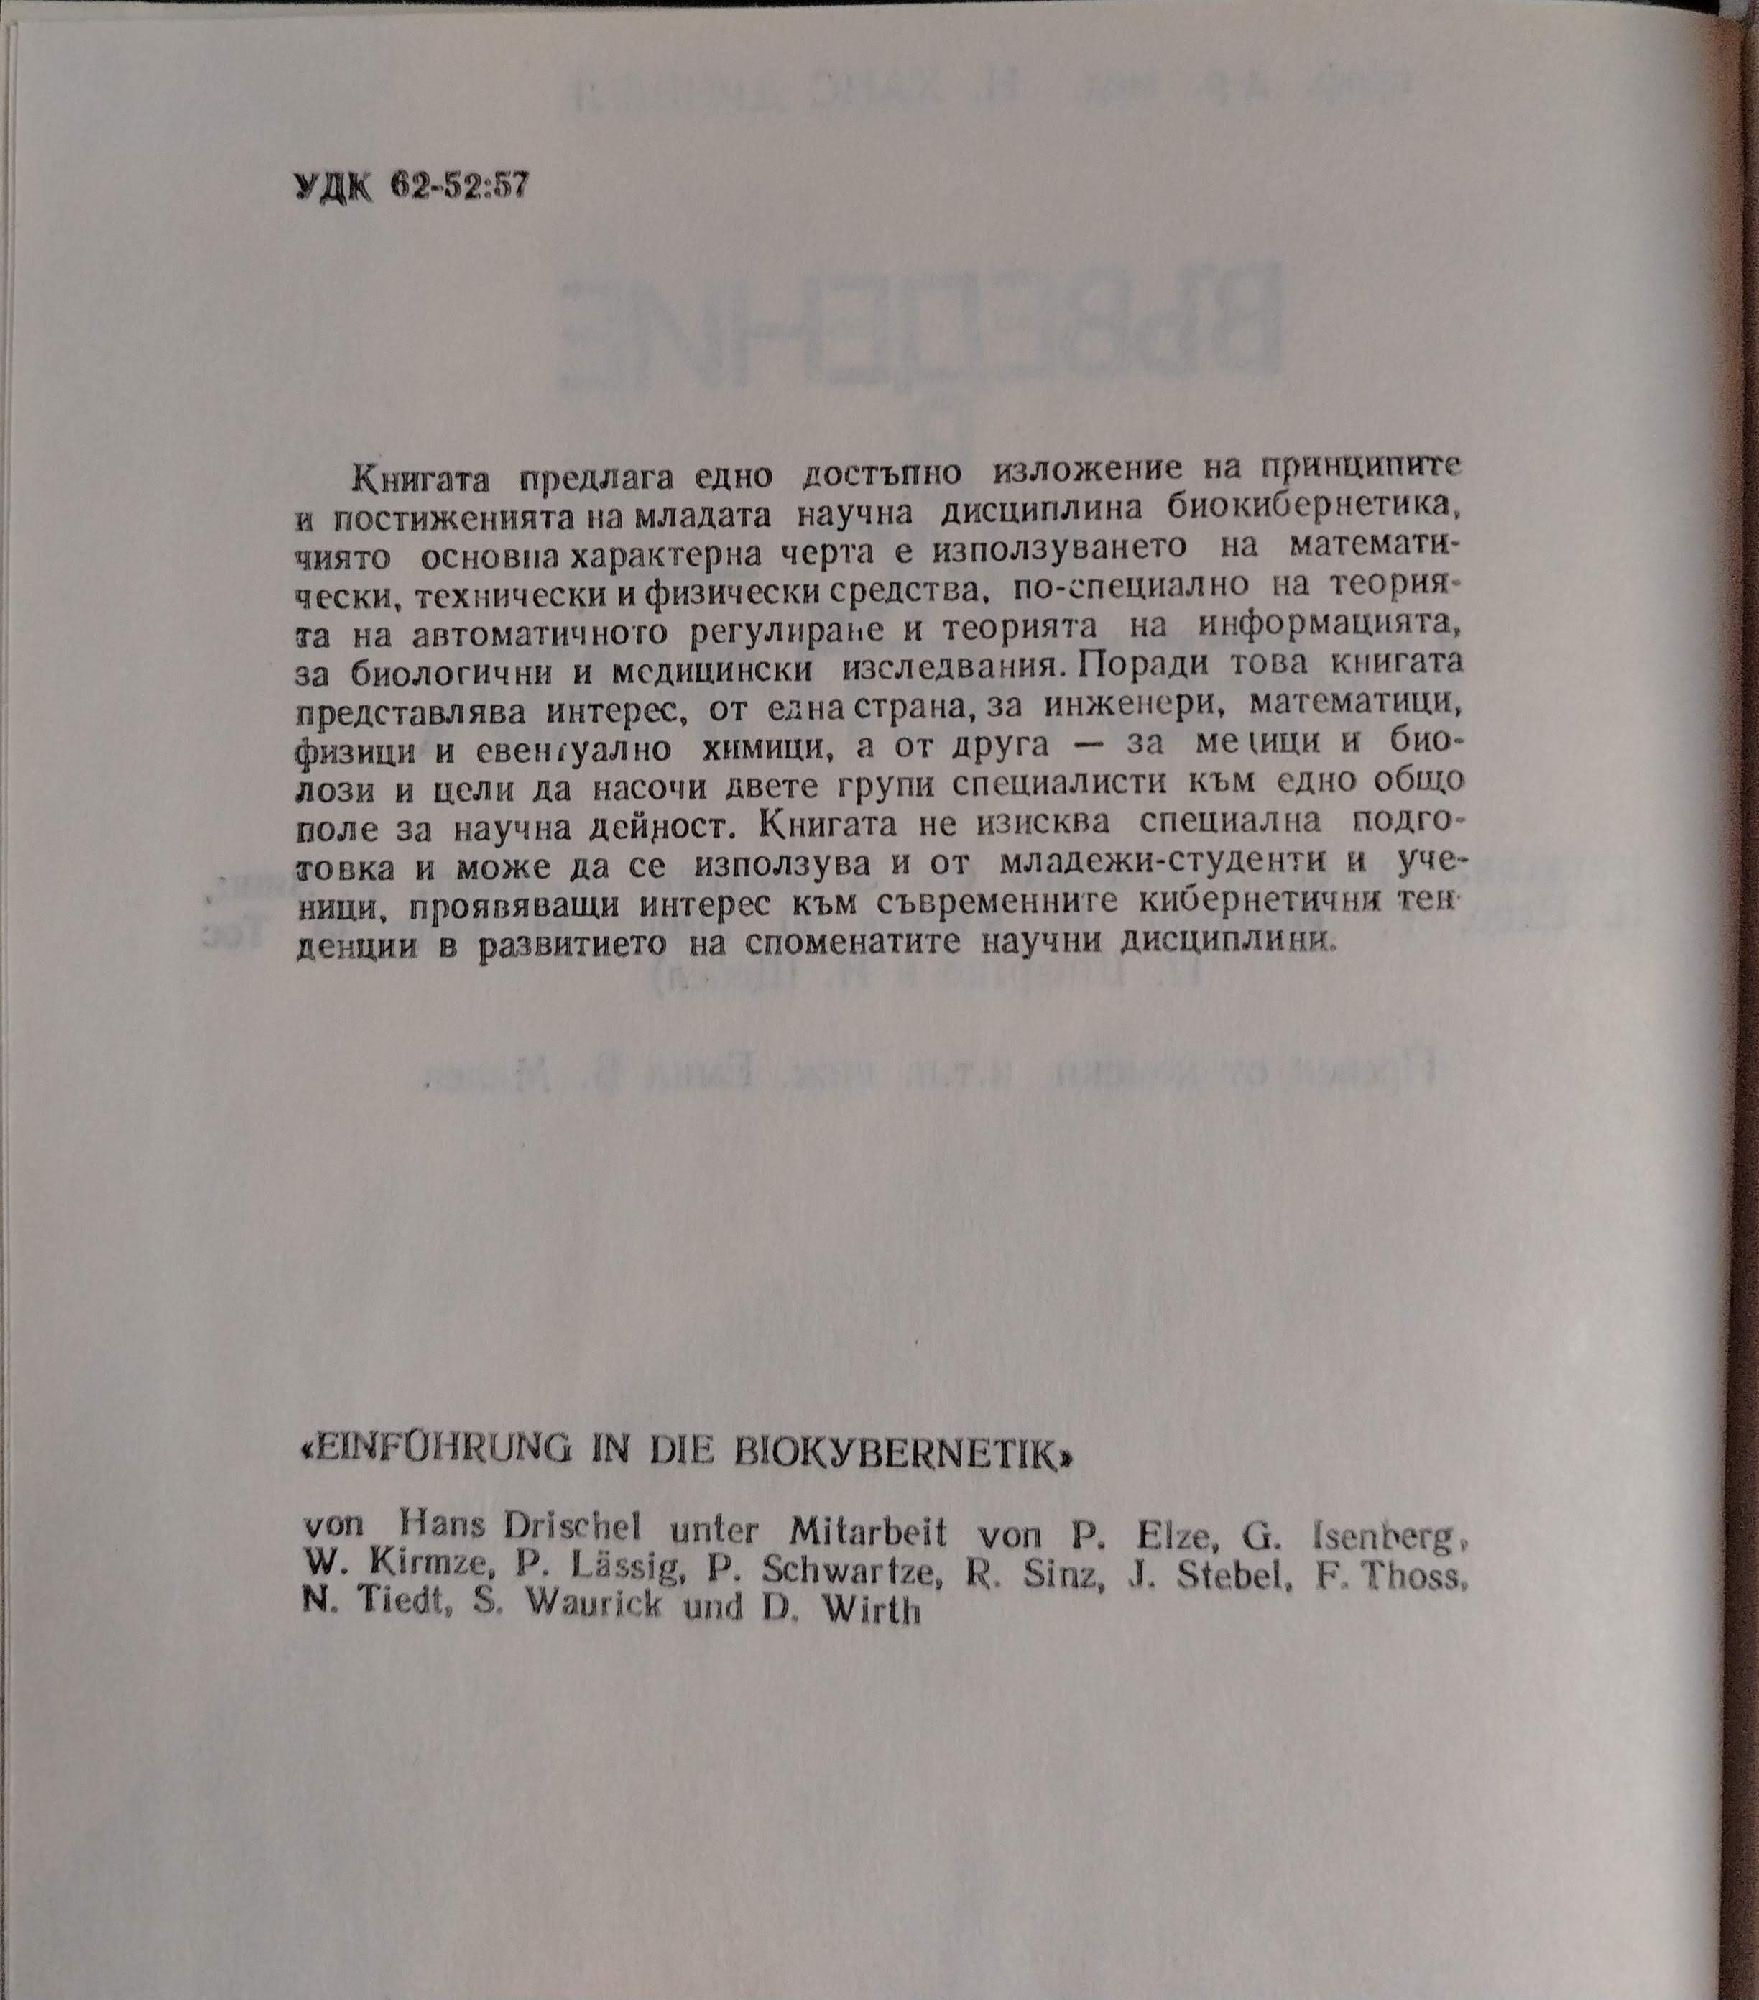 УДК 62-52:57
Книгата предлага едно достъпно изложение на принципите
и постиженията на младата научна дисциплина биокибернетика,
чиято основна характерна черта е използуването на математи-
чески, технически и физически средства, по-специално на теория-
та на автоматичното регулиране и теорията на информацията,
за биологични и медицински изследвания. Поради това книгата
представлява интерес, от една страна, за инженери, математици,
физици и евентуално химици, а от друга — за медици и био-
лози и цели да насочи двете групи специалисти към едно общо
поле за научна дейност. Книгата не изисква специална подго-
товка и може да се използува и от младежи-студенти и уче-
ници, проявяващи интерес към съвременните кибернетични тен-
денции в развитието на споменатите научни дисциплини.
«EINFÜHRUNG IN DIE BIOKYBERNETIK»
von Hans Drischel unter Mitarbeit von P. Elze, G. Isenberg,
W. Kirmze, P. Lässig, P. Schwartze, R. Sinz, J. Stebel, F. Thoss,
N. Tiedt, S. Waurick und D. Wirth